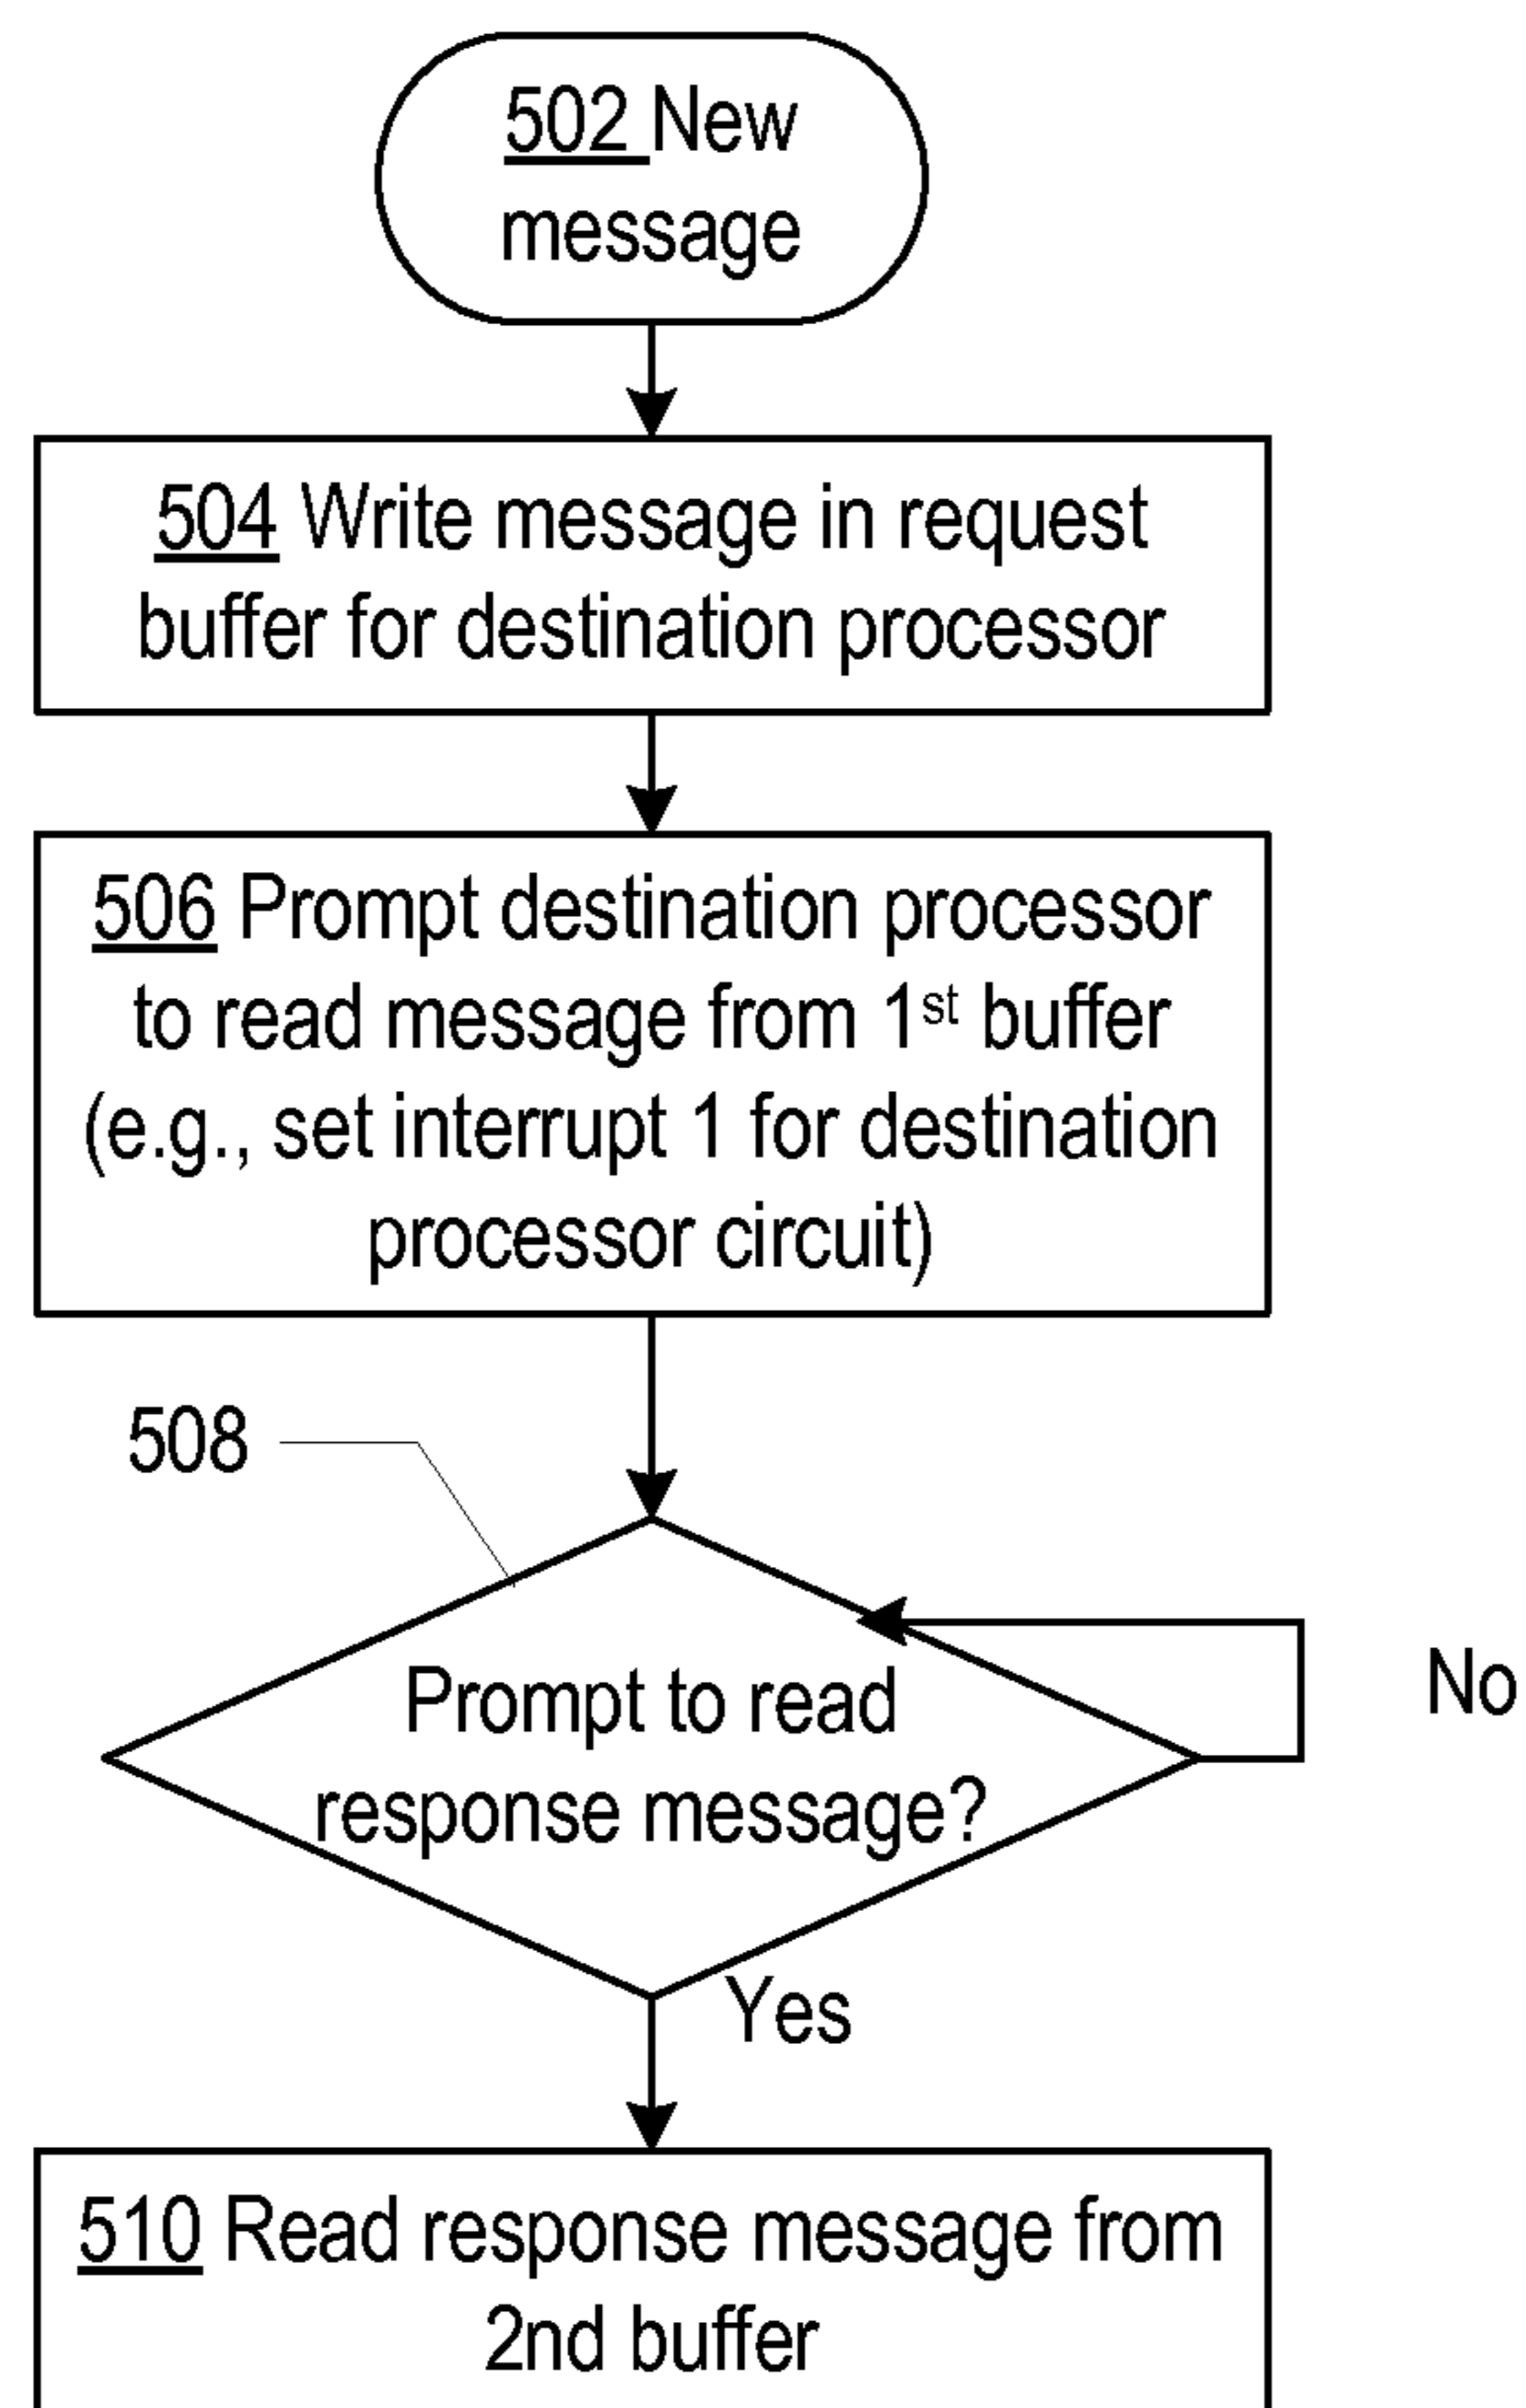 502 New
message
504 Write message in request
buffer for destination processor
506 Prompt destination processor
to read message from 1st buffer
(e.g., set interrupt 1 for destination
processor circuit)
508
Prompt to read
response message?
No
Yes
510 Read response message from
2nd buffer